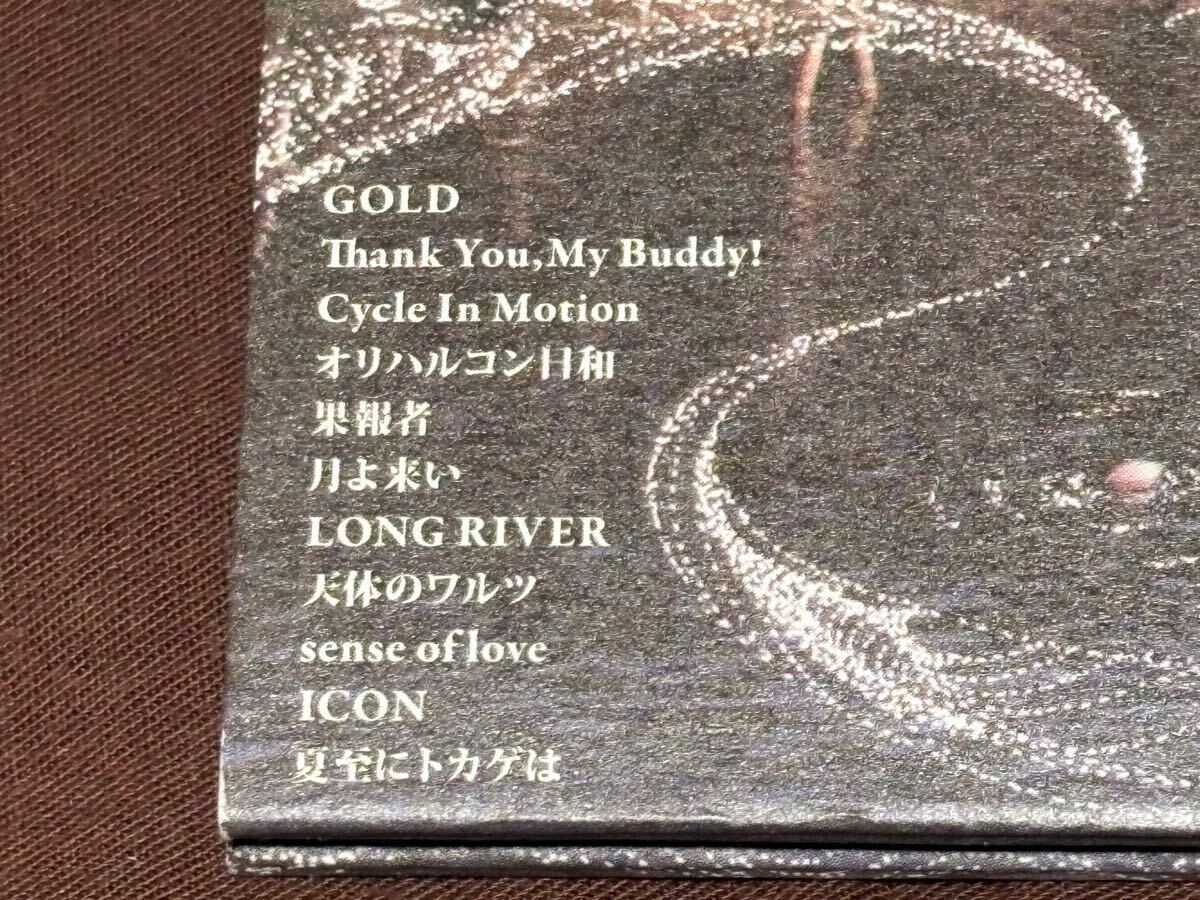 GOLD
Thank You,My Buddy!
Cycle In Motion
オリハルコン日和
果報者
月よ来い
LONG RIVER
天体のワルツ
sense of love
ICON
夏至にトカゲは